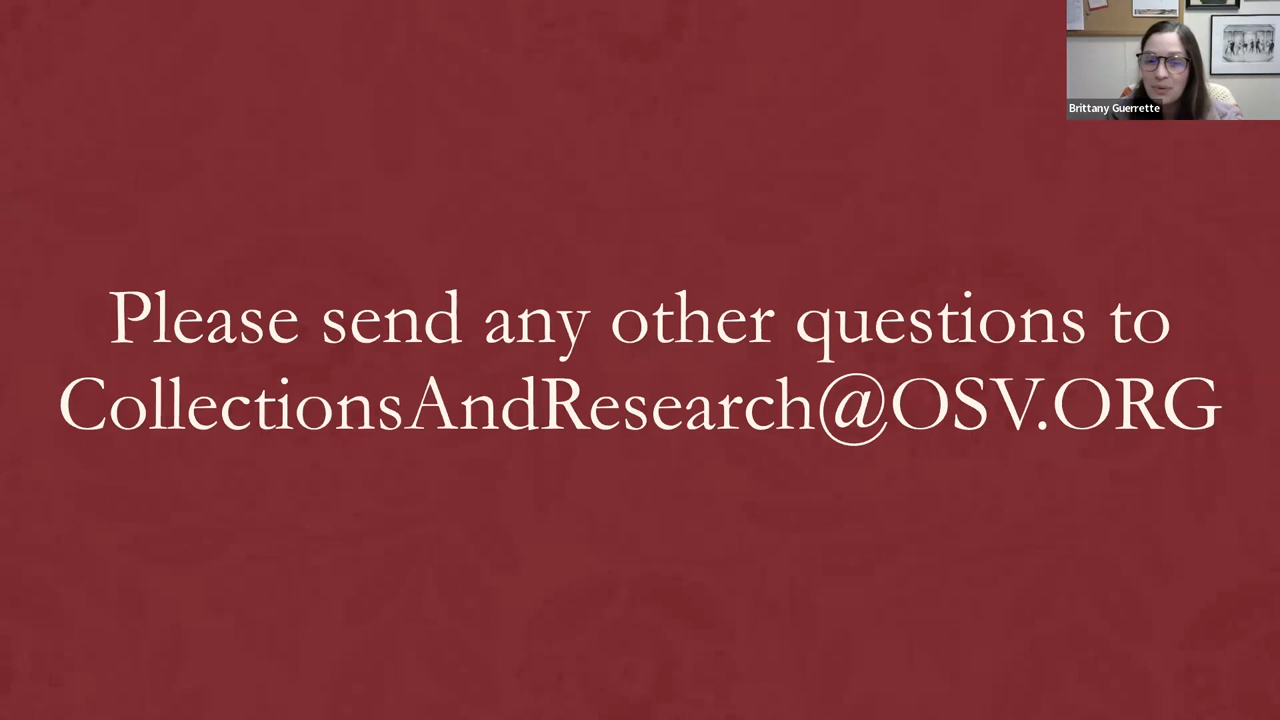 Brittany Guerrette
Please send any other questions to
CollectionsAndResearch@OSV.ORG